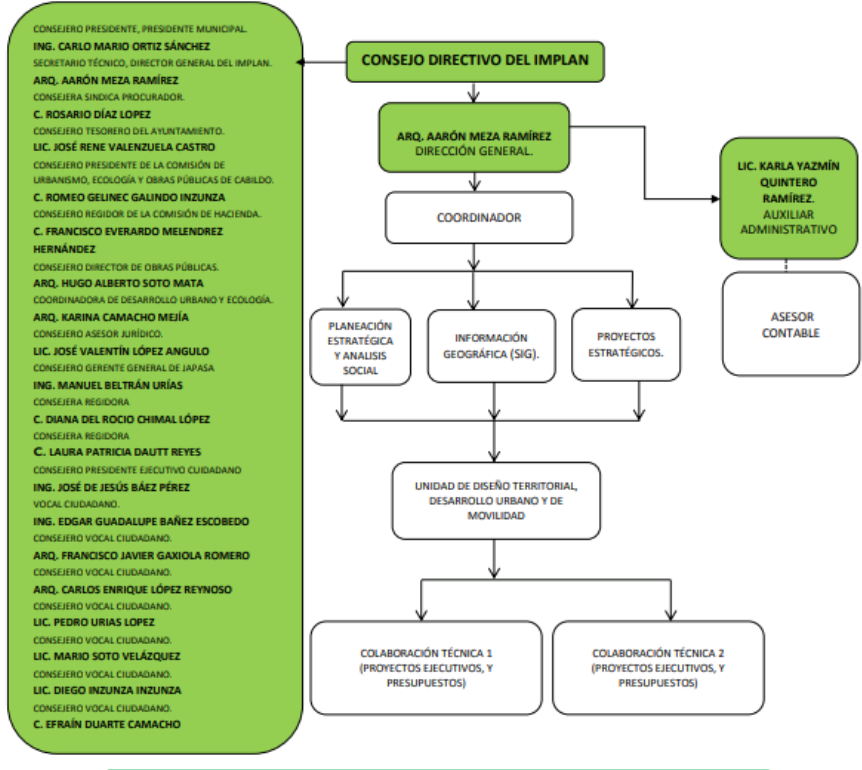 CONSEJERO PRESIDENTE, PRESIDENTE MUNICIPAL.
ING. CARLO MARIO ORTIZ SÁNCHEZ
SECRETARIO TÉCNICO, DIRECTOR GENERAL DEL IMPLAN.
ARQ. AARÓN MEZA RAMÍREZ
CONSEJERA SINDICA PROCURADOR.
C. ROSARIO DÍAZ LOPEZ
CONSEJERO TESORERO DEL AYUNTAMIENTO.
LIC. JOSÉ RENE VALENZUELA CASTRO
CONSEJERO PRESIDENTE DE LA COMISIÓN DE
URBANISMO, ECOLOGÍA Y OBRAS PÚBLICAS DE CABILDO.
C. ROMEO GELINEC GALINDO INZUNZA
CONSEJERO REGIDOR DE LA COMISIÓN DE HACIENDA.
C. FRANCISCO EVERARDO MELENDREZ
HERNÁNDEZ
CONSEJERO DIRECTOR DE OBRAS PÚBLICAS.
ARQ. HUGO ALBERTO SOTO MATA
COORDINADORA DE DESARROLLO URBANO Y ECOLOGÍA.
ARQ. KARINA CAMACHO MEJÍA
CONSEJERO ASESOR JURÍDICO.
LIC. JOSÉ VALENTÍN LÓPEZ ANGULO
CONSEJERO GERENTE GENERAL DE JAPASA
ING. MANUEL BELTRÁN URÍAS
CONSEJERA REGIDORA
C. DIANA DEL ROCIO CHIMAL LÓPEZ
CONSEJERA REGIDORA
C. LAURA PATRICIA DAUTT REYES
CONSEJERO PRESIDENTE EJECUTIVO CUIDADANO
ING. JOSÉ DE JESÚS BÁEZ PÉREZ
VOCAL CIUDADANO.
ING. EDGAR GUADALUPE BAÑEZ ESCOBEDO
CONSEJERO VOCAL CIUDADANO.
ARQ. FRANCISCO JAVIER GAXIOLA ROMERO
CONSEJERO VOCAL CIUDADANO.
ARQ. CARLOS ENRIQUE LÓPEZ REYNOSO
CONSEJERO VOCAL CIUDADANO.
LIC. PEDRO URIAS LOPEZ
CONSEJERO VOCAL CIUDADANO.
LIC. MARIO SOTO VELÁZQUEZ
CONSEJERO VOCAL CIUDADANO.
LIC. DIEGO INZUNZA INZUNZA
CONSEJERO VOCAL CIUDADANO.
C. EFRAÍN DUARTE CAMACHO
CONSEJO DIRECTIVO DEL IMPLAN
ARQ. AARÓN MEZA RAMÍREZ
DIRECCIÓN GENERAL.
LIC. KARLA YAZMÍN
QUINTERO
RAMÍREZ.
AUXILIAR
ADMINISTRATIVO
COORDINADOR
ASESOR
CONTABLE
PLANEACIÓN
ESTRATÉGICA
Y ANALISIS
SOCIAL
INFORMACIÓN
GEOGRÁFICA (SIG).
PROYECTOS
ESTRATÉGICOS.
UNIDAD DE DISEÑO TERRITORIAL,
DESARROLLO URBANO Y DE
MOVILIDAD
COLABORACIÓN TÉCNICA 1
(PROYECTOS EJECUTIVOS, Y
PRESUPUESTOS)
COLABORACIÓN TÉCNICA 2
(PROYECTOS EJECUTIVOS, Y
PRESUPUESTOS)